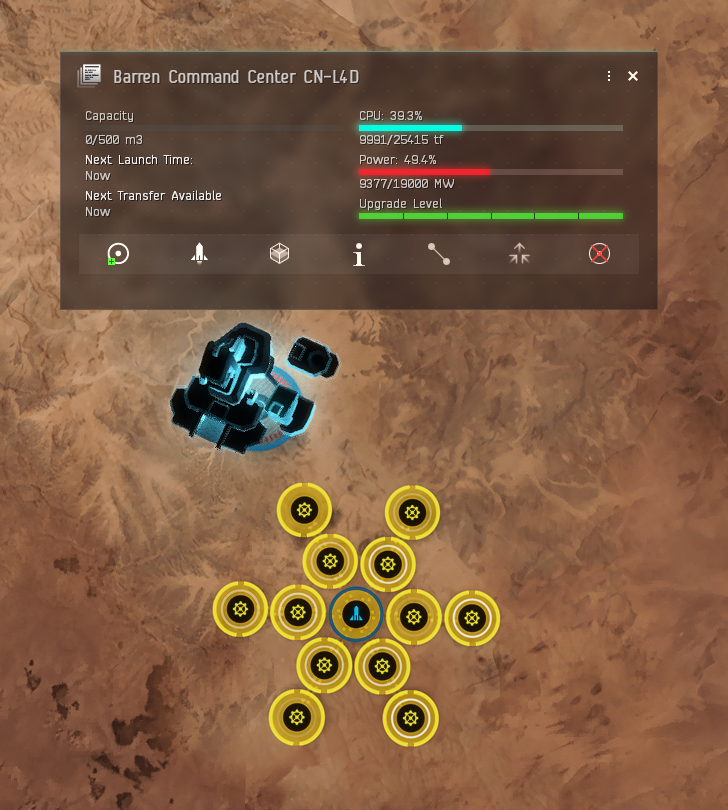 Barren Command Center CN-L4D
Capacity
0/500 m3
Next Launch Time:
Now
Next Transfer Available
Now
CPU: 39.3%
9991/25415 tf
Power: 49.4%
9377/19000 MW
Upgrade Level